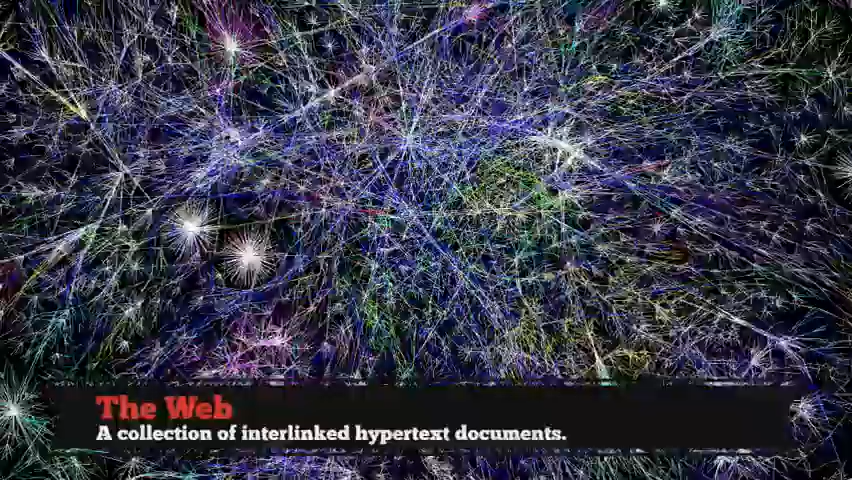 The Web
A collection of interlinked hypertext documents.